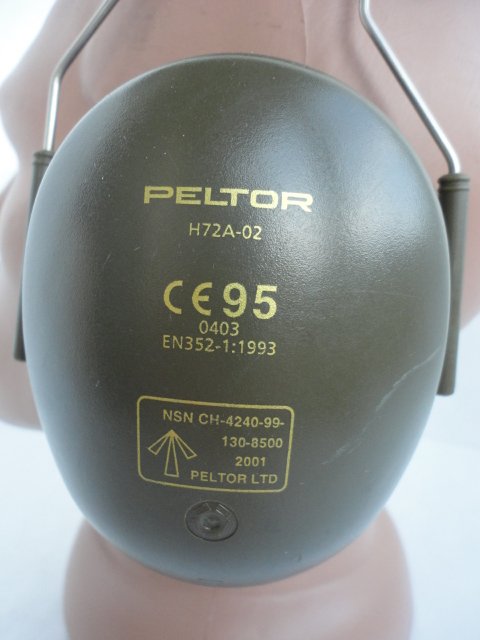 PELTOR
H72A-02
CE95
0403
EN352-1:1993
NSN CH-4240-99-
130-8500
2001
PELTOR LTD